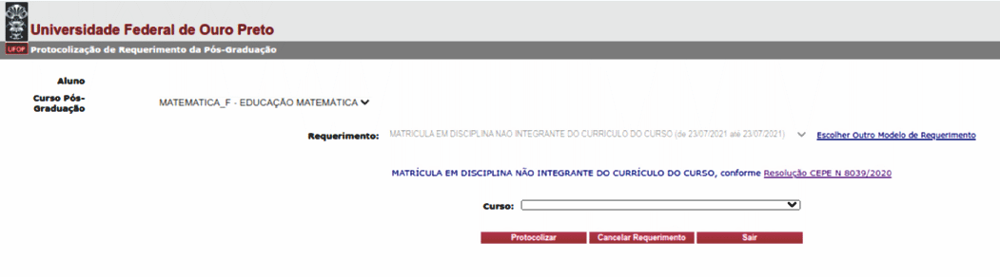 Universidade Federal de Ouro Preto
UFOP Protocolização de Requerimento da Pós-Graduação
Aluno
Curso Pós-
Graduação
MATEMATICA_F - EDUCAÇÃO MATEMÁTICA
Requerimento: MATRICULA EM DISCIPLINA NAO INTEGRANTE DO CURRICULO DO CURSO (de 23/07/2021 até 23/07/2021) Escolher Outro Modelo de Requerimento
MATRÍCULA EM DISCIPLINA NÃO INTEGRANTE DO CURRÍCULO DO CURSO, conforme Resolução CEPE N 8039/2020
Curso:
Protocolizar Cancelar Requerimento Sair